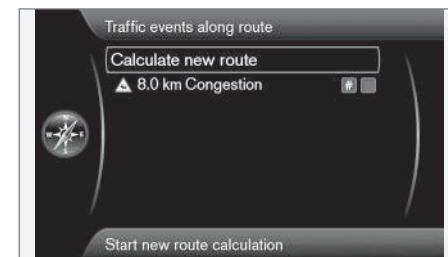 Traffic events along route
Calculate new route
8.0 km Congestion #
Start new route calculation
N
W E
S